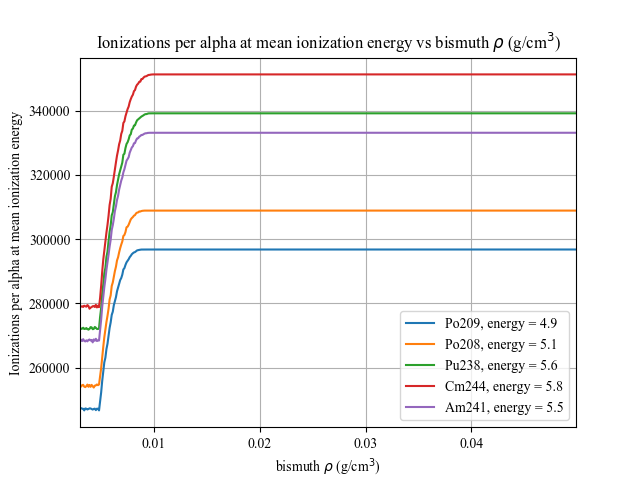 Ionizations per alpha at mean ionization energy vs bismuth ρ (g/cm³)
Ionizations per alpha at mean ionization energy
340000
320000
300000
280000
260000
Po209, energy = 4.9
Po208, energy = 5.1
Pu238, energy = 5.6
Cm244, energy = 5.8
Am241, energy = 5.5
0.01 0.02 0.03 0.04
bismuth ρ (g/cm³)